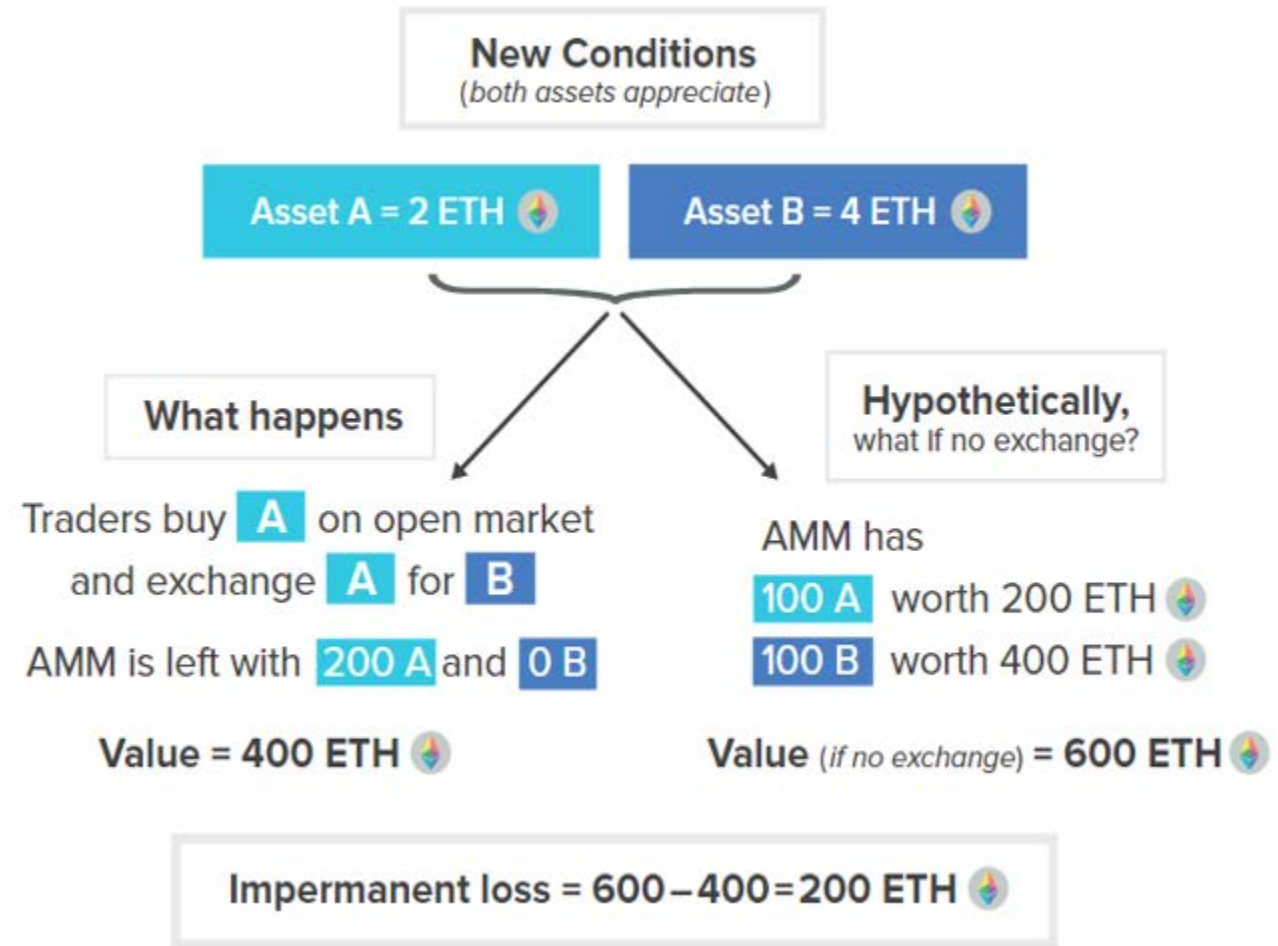 New Conditions
(both assets appreciate)
Asset A = 2 ETH
Asset B = 4 ETH
What happens
Traders buy A on open market
and exchange A for B
AMM is left with 200 A and 0 B
Value = 400 ETH
Hypothetically,
what If no exchange?
AMM has
100 A worth 200 ETH
100 B worth 400 ETH
Value (if no exchange) = 600 ETH
Impermanent loss = 600–400=200 ETH